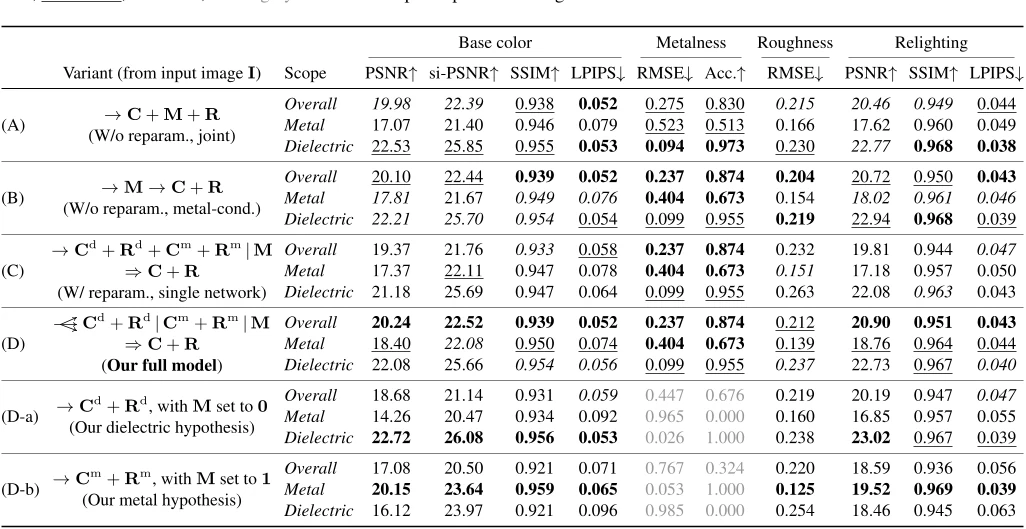 Base color Metalness Roughness Relighting
Variant (from input image I) Scope PSNR↑ si-PSNR↑ SSIM↑ LPIPS↓ RMSE↓ Acc.↑ RMSE↓ PSNR↑ SSIM↑ LPIPS↓
(A) → C + M + R (W/o reparam., joint)
Overall 19.98 22.39 0.938 0.052 0.275 0.830 0.215 20.46 0.949 0.044
Metal 17.07 21.40 0.946 0.079 0.523 0.513 0.166 17.62 0.960 0.049
Dielectric 22.53 25.85 0.955 0.053 0.094 0.973 0.230 22.77 0.968 0.038
(B) → M → C + R (W/o reparam., metal-cond.)
Overall 20.10 22.44 0.939 0.052 0.237 0.874 0.204 20.72 0.950 0.043
Metal 17.81 21.67 0.949 0.076 0.404 0.673 0.154 18.02 0.961 0.046
Dielectric 22.21 25.70 0.954 0.054 0.099 0.955 0.219 22.94 0.968 0.039
(C) → Cᵈ + Rᵈ + Cᵐ + Rᵐ | M ⇒ C + R (W/ reparam., single network)
Overall 19.37 21.76 0.933 0.058 0.237 0.874 0.232 19.81 0.944 0.047
Metal 17.37 22.11 0.947 0.078 0.404 0.673 0.151 17.18 0.957 0.050
Dielectric 21.18 25.69 0.947 0.064 0.099 0.955 0.263 22.08 0.963 0.043
(D) Cᵈ + Rᵈ | Cᵐ + Rᵐ | M ⇒ C + R (Our full model)
Overall 20.24 22.52 0.939 0.052 0.237 0.874 0.212 20.90 0.951 0.043
Metal 18.40 22.08 0.950 0.074 0.404 0.673 0.139 18.76 0.964 0.044
Dielectric 22.08 25.66 0.954 0.056 0.099 0.955 0.237 22.73 0.967 0.040
(D-a) → Cᵈ + Rᵈ, with M set to 0 (Our dielectric hypothesis)
Overall 18.68 21.14 0.931 0.059 0.447 0.676 0.219 20.19 0.947 0.047
Metal 14.26 20.47 0.934 0.092 0.965 0.000 0.160 16.85 0.957 0.055
Dielectric 22.72 26.08 0.956 0.053 0.026 1.000 0.238 23.02 0.967 0.039
(D-b) → Cᵐ + Rᵐ, with M set to 1 (Our metal hypothesis)
Overall 17.08 20.50 0.921 0.071 0.767 0.324 0.220 18.59 0.936 0.056
Metal 20.15 23.64 0.959 0.065 0.053 1.000 0.125 19.52 0.969 0.039
Dielectric 16.12 23.97 0.921 0.096 0.985 0.000 0.254 18.46 0.945 0.063